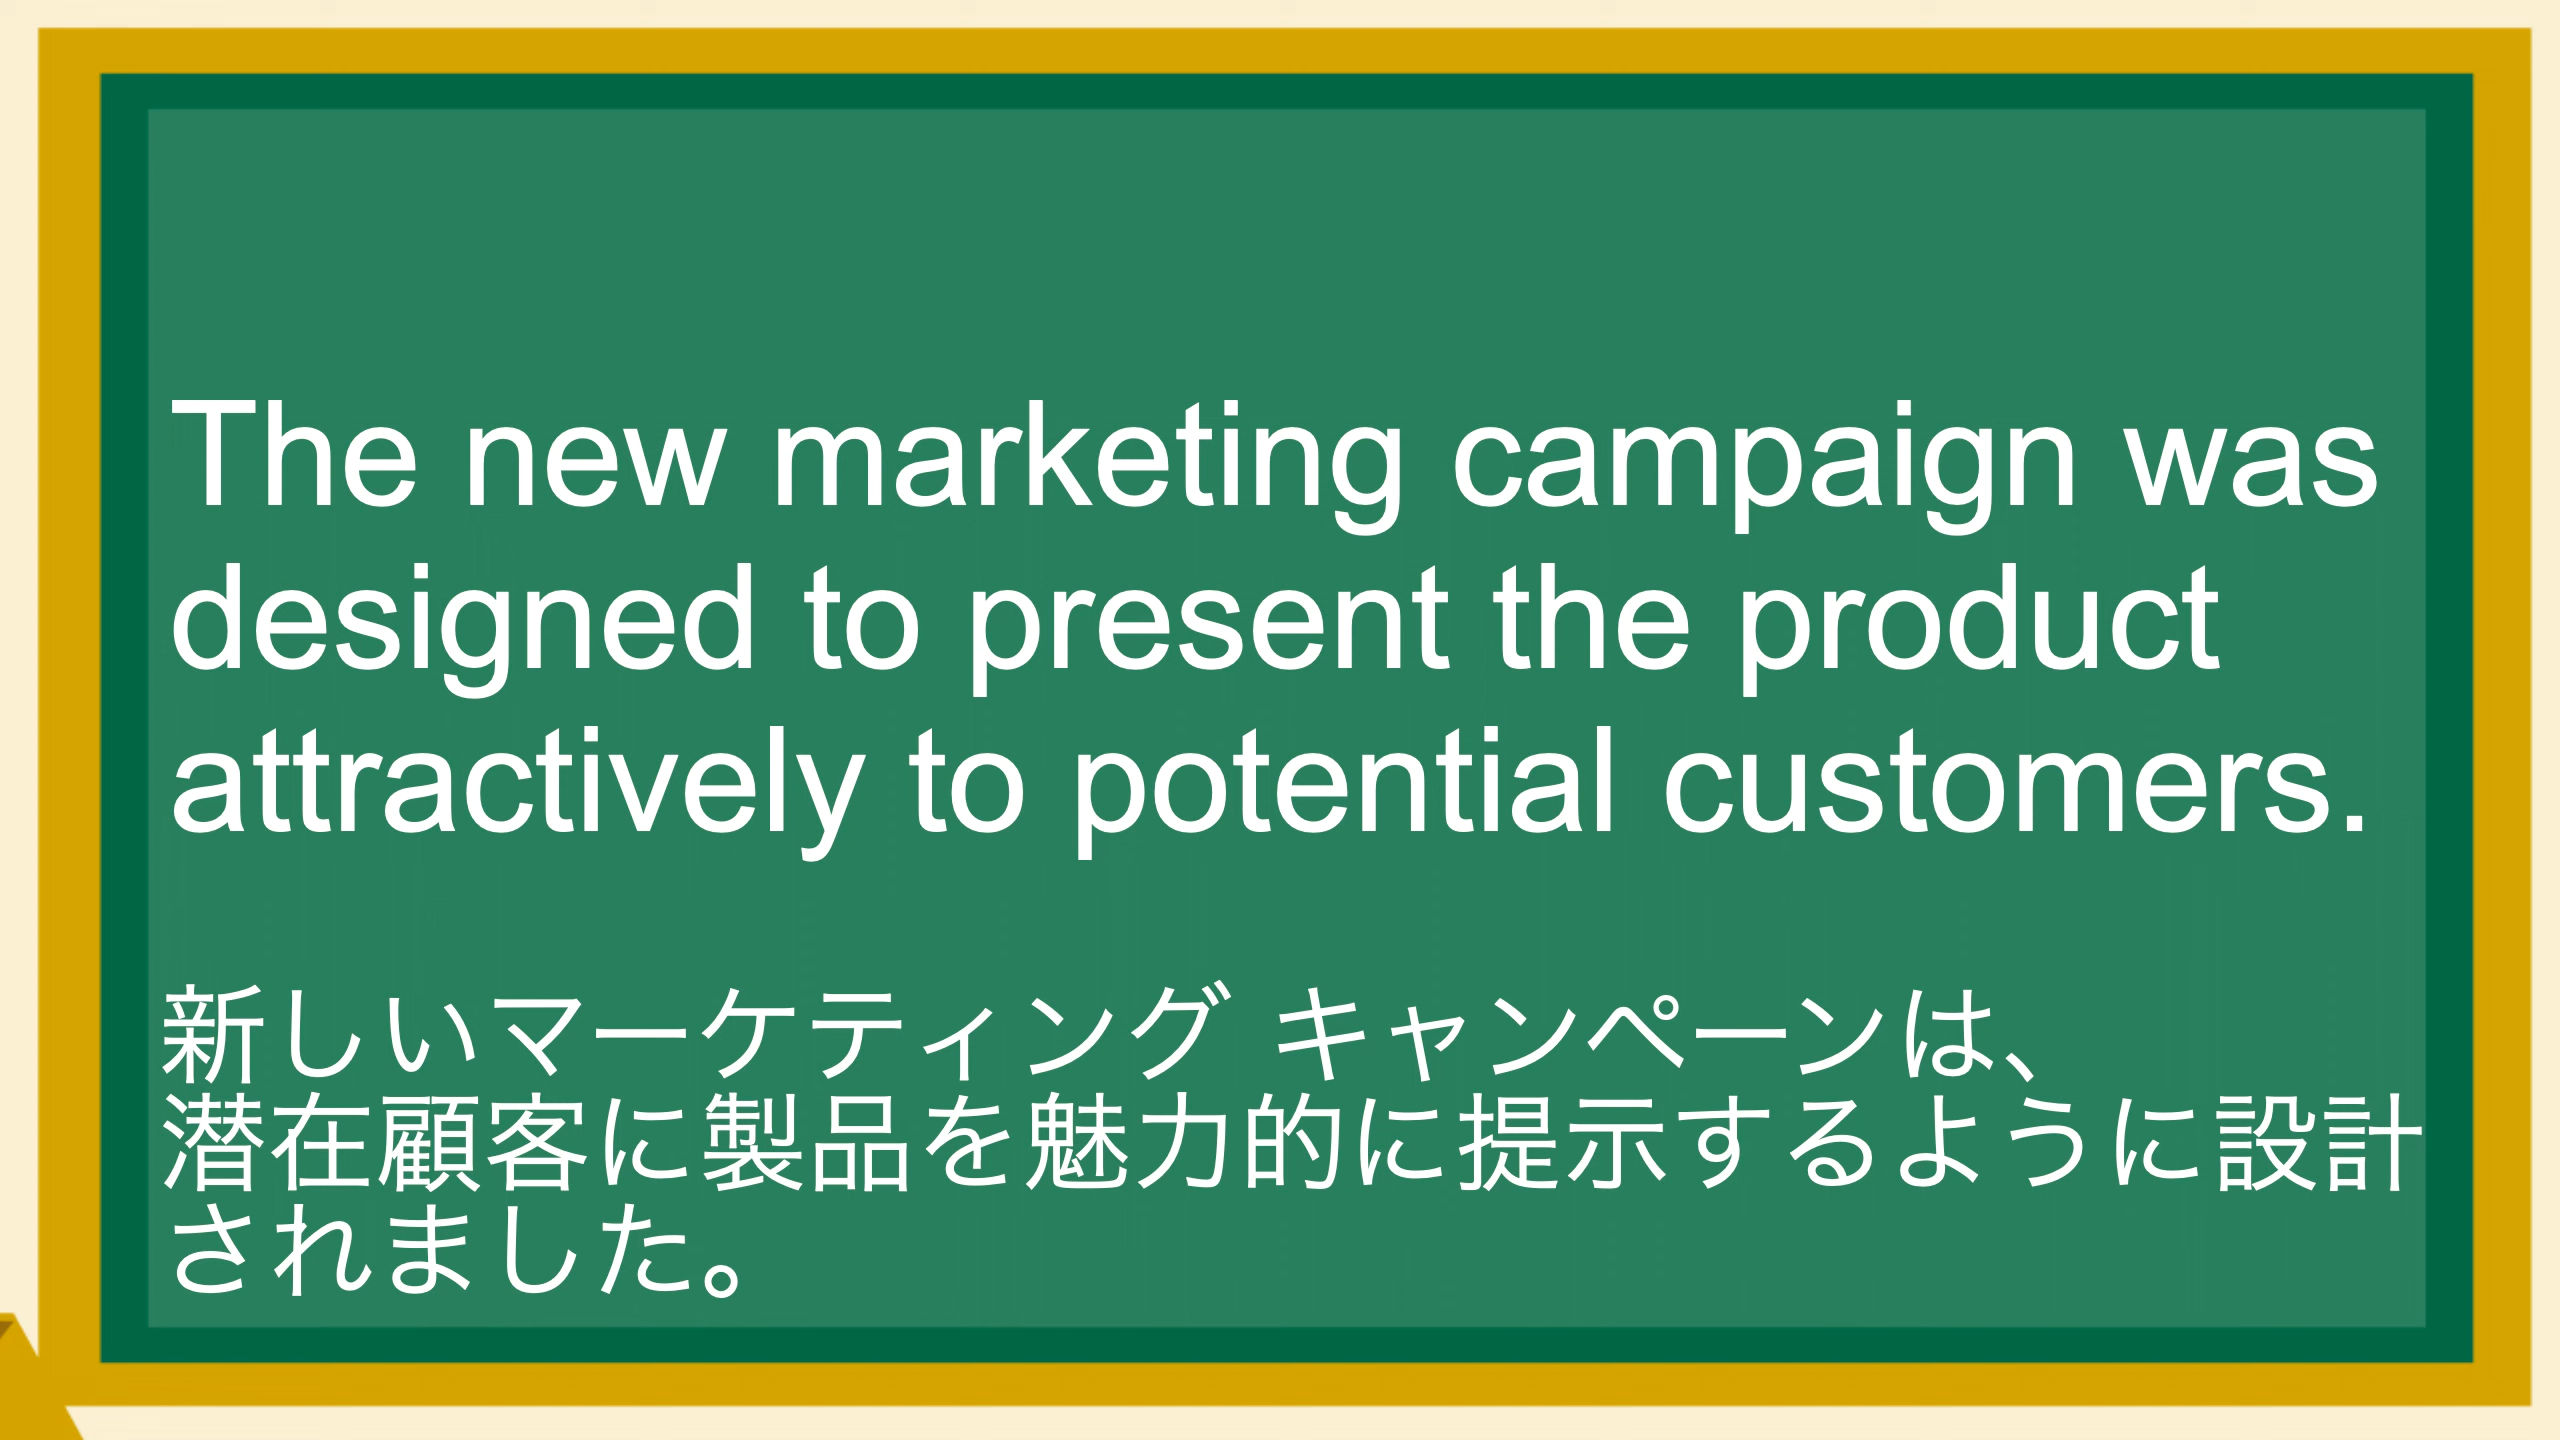 The new marketing campaign was
designed to present the product
attractively to potential customers.
新しいマーケティング キャンペーンは、
潜在顧客に製品を魅力的に提示するように設計
されました。